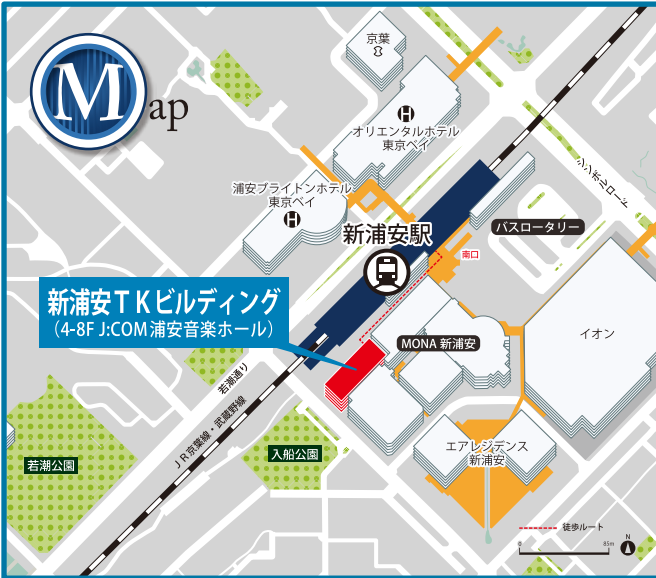 Map
京葉
オリエンタルホテル
東京ベイ
浦安ブライトンホテル
東京ベイ
シンボルロード
新浦安駅
バスロータリー
南口
新浦安TKビルディング
(4-8F J:COM浦安音楽ホール)
MONA 新浦安
イオン
若潮通り
JR京葉線・武蔵野線
エアレジデンス
新浦安
入船公園
若潮公園
徒歩ルート
0 85m
N